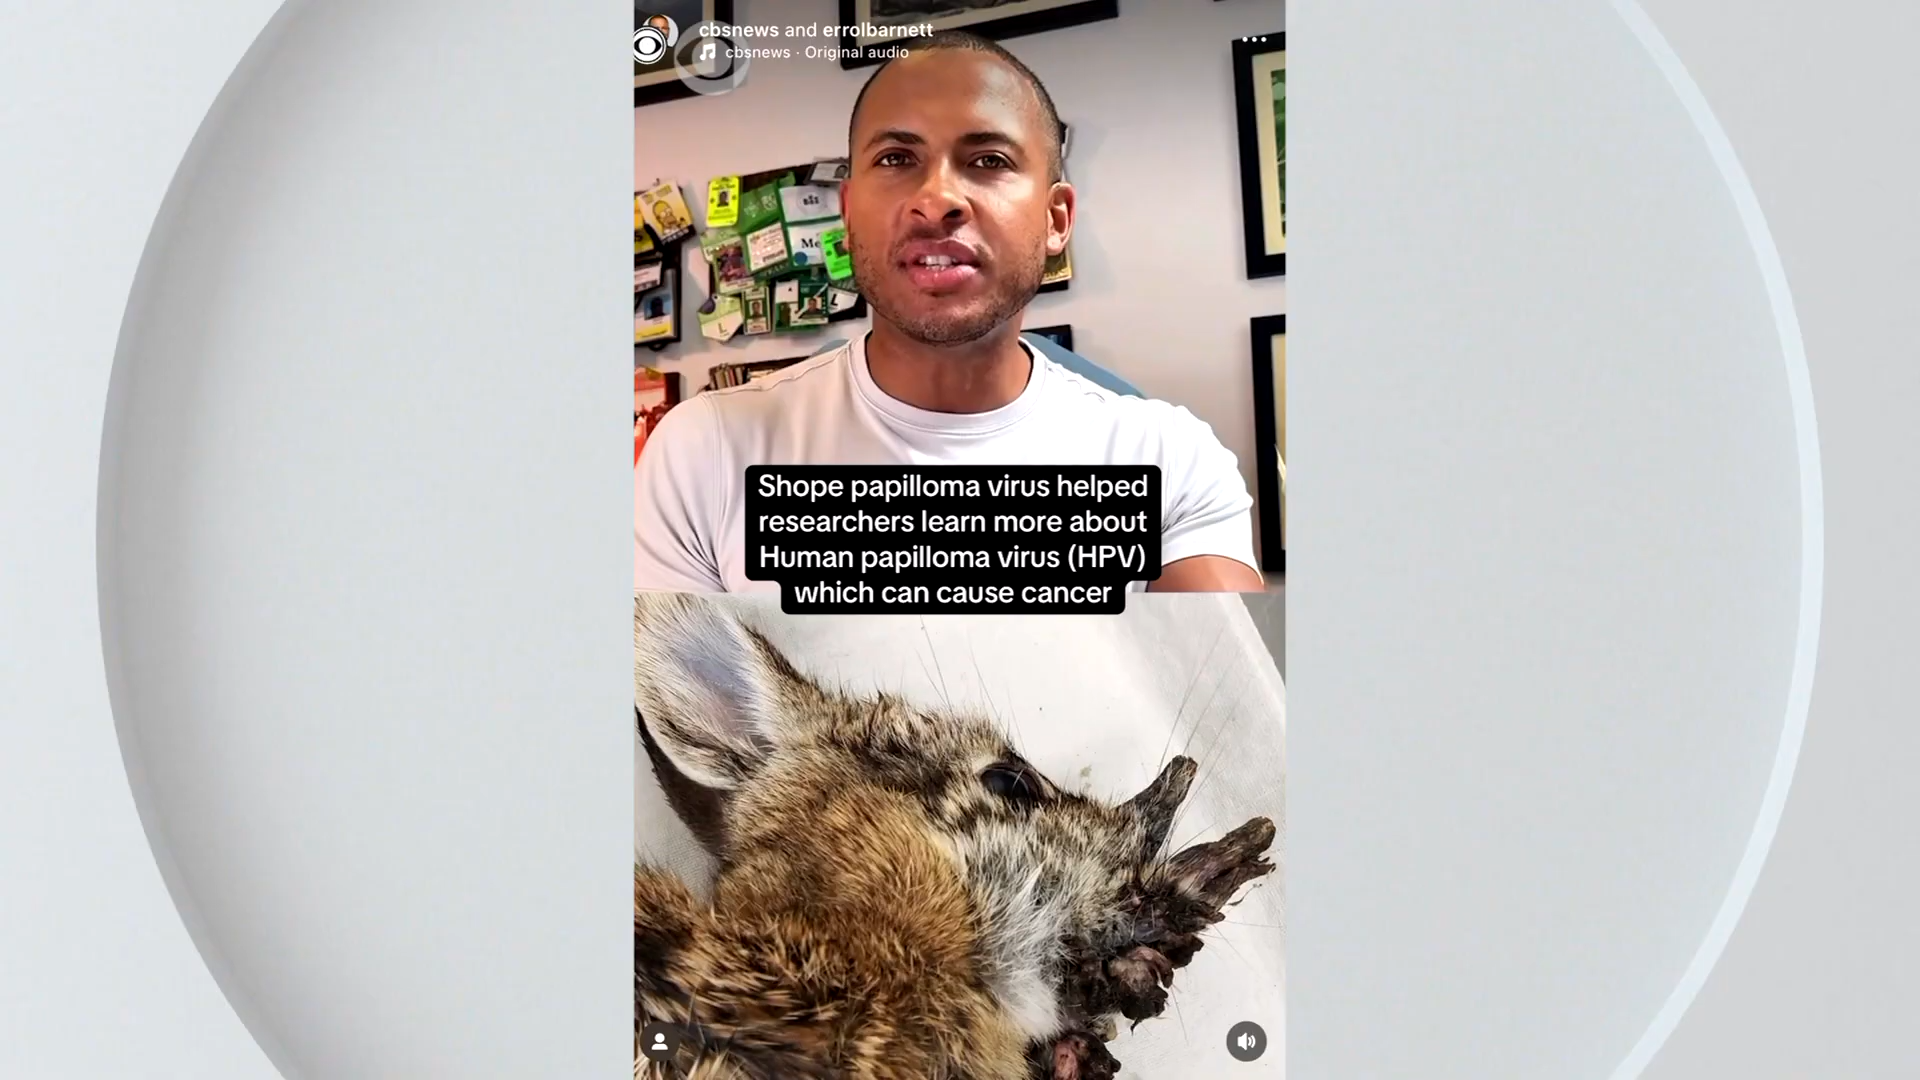 cbsnews and errolbarnett
cbsnews · Original audio
Me
L
L
Shope papilloma virus helped
researchers learn more about
Human papilloma virus (HPV)
which can cause cancer